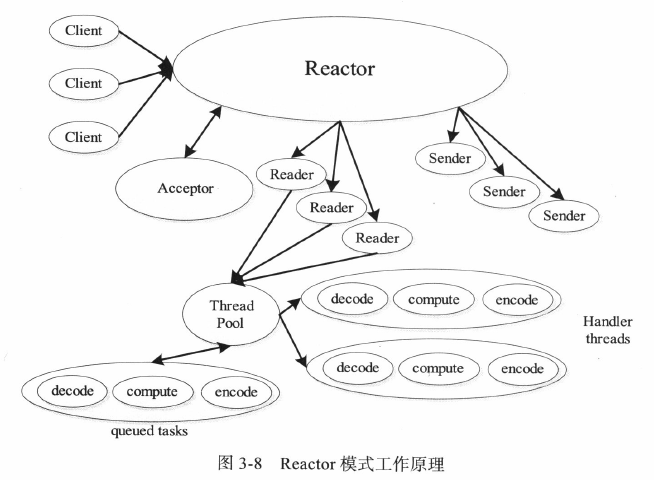 Client
Client
Client
Reactor
Acceptor
Reader
Reader
Reader
Sender
Sender
Sender
Thread
Pool
decode compute encode
decode compute encode
Handler
threads
decode compute encode
queued tasks
图 3-8 Reactor 模式工作原理